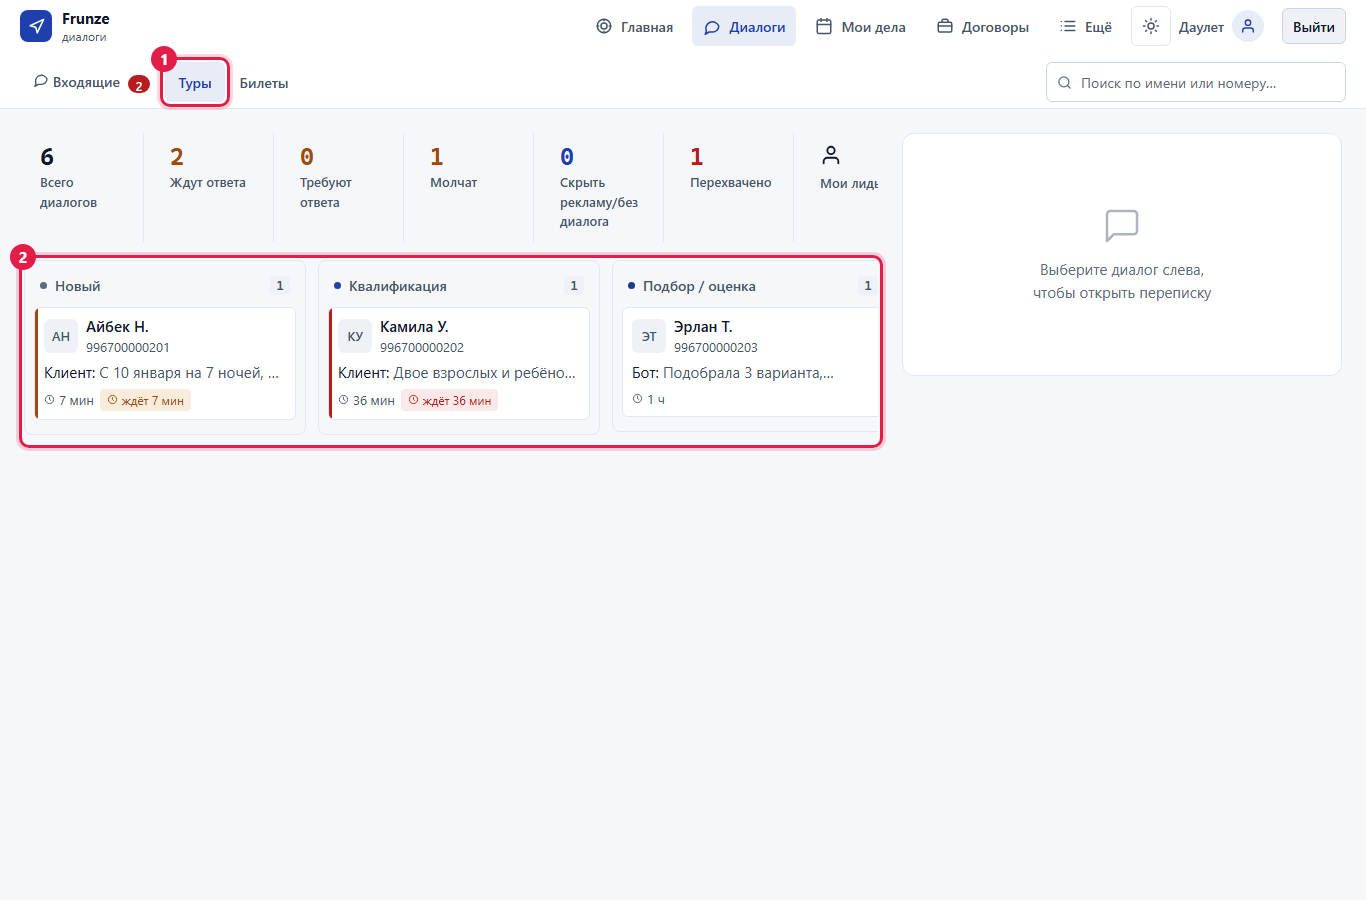 Frunze
диалоги
Главная
Диалоги
Мои дела
Договоры
Ещё
Даулет
Выйти
Входящие 2
1
Туры
Билеты
Поиск по имени или номеру...
6
Всего
диалогов
2
Ждут ответа
0
Требуют
ответа
1
Молчат
0
Скрыть
рекламу/без
диалога
1
Перехвачено
Мои лиды
2
Новый 1
АН
Айбек Н.
996700000201
Клиент: С 10 января на 7 ночей, ...
7 мин
ждёт 7 мин
Квалификация 1
КУ
Камила У.
996700000202
Клиент: Двое взрослых и ребёно...
36 мин
ждёт 36 мин
Подбор / оценка 1
ЭТ
Эрлан Т.
996700000203
Бот: Подобрала 3 варианта,...
1 ч
Выберите диалог слева,
чтобы открыть переписку